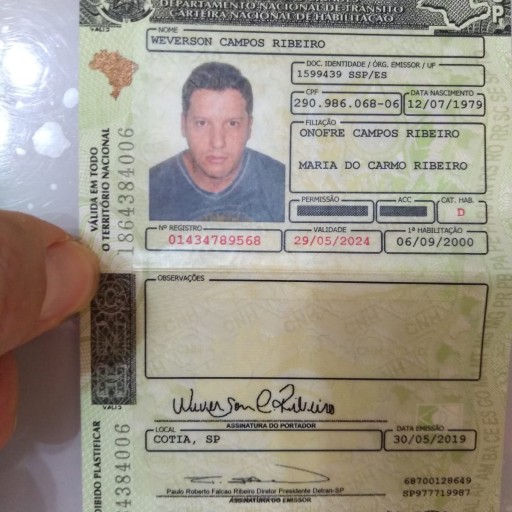 DEPARTAMENTO NACIONAL DE TRÂNSITO
CARTEIRA NACIONAL DE HABILITAÇÃO
SP
NOME
WEVERSON CAMPOS RIBEIRO
DOC. IDENTIDADE / ÓRG. EMISSOR / UF
1599439 SSP/ES
CPF
290.986.068-06
DATA NASCIMENTO
12/07/1979
FILIAÇÃO
ONOFRE CAMPOS RIBEIRO
MARIA DO CARMO RIBEIRO
PERMISSÃO
ACC
CAT. HAB.
D
Nº REGISTRO
01434789568
VALIDADE
29/05/2024
1ª HABILITAÇÃO
06/09/2000
VÁLIDA EM TODO
O TERRITÓRIO NACIONAL
1864384006
OBSERVAÇÕES
Weverson C Ribeiro
ASSINATURA DO PORTADOR
LOCAL
COTIA, SP
DATA EMISSÃO
30/05/2019
68700128649
SP977719987
Paulo Roberto Falcao Ribeiro Diretor Presidente Detran-SP
ASSINATURA DO EMISSOR
PLASTIFICAR
4384006